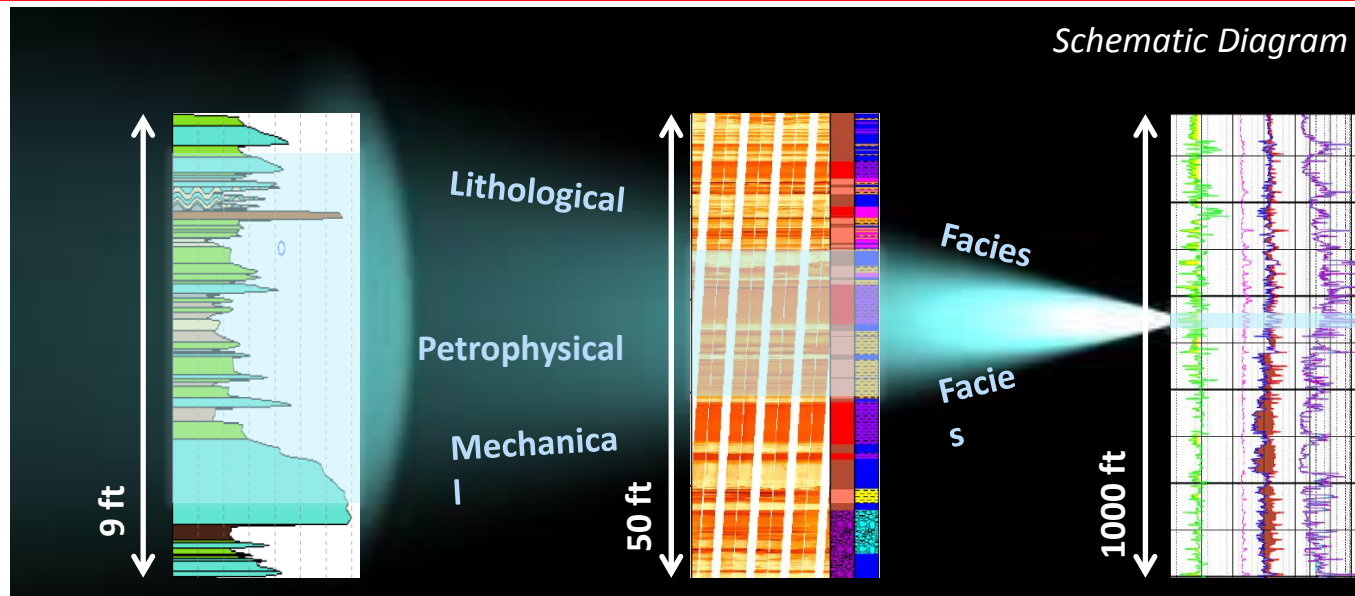 Schematic Diagram
9 ft
Lithological
Petrophysical
Mechanica
l
50 ft
Facies
Facie
s
1000 ft